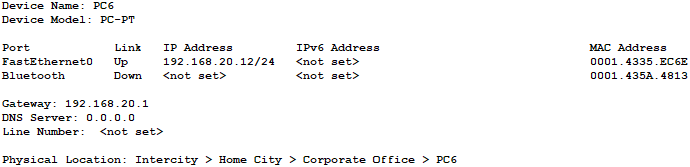 Device Name: PC6
Device Model: PC-PT
Port Link IP Address IPv6 Address MAC Address
FastEthernet0 Up 192.168.20.12/24 <not set> 0001.4335.EC6E
Bluetooth Down <not set> <not set> 0001.435A.4813
Gateway: 192.168.20.1
DNS Server: 0.0.0.0
Line Number: <not set>
Physical Location: Intercity > Home City > Corporate Office > PC6